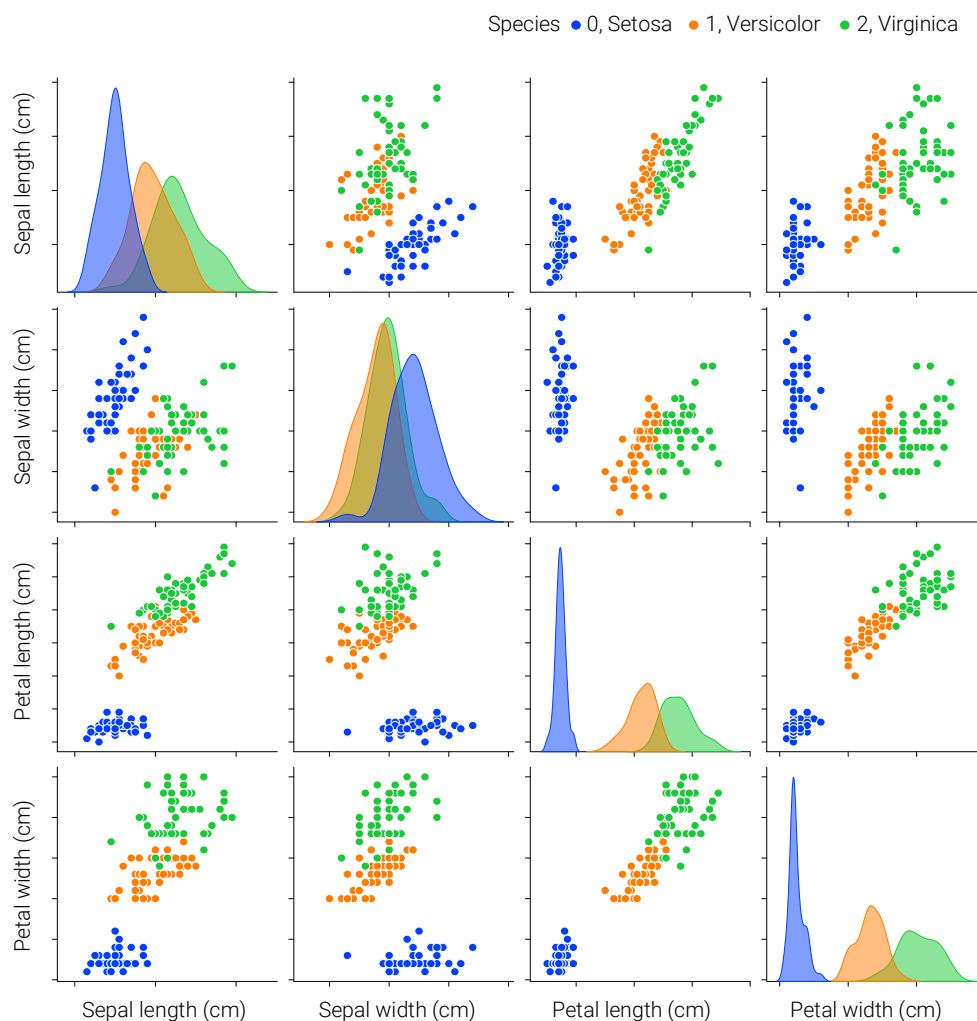 Species 0, Setosa 1, Versicolor 2, Virginica
Sepal length (cm)
Sepal width (cm)
Petal length (cm)
Petal width (cm)
Sepal length (cm) Sepal width (cm) Petal length (cm) Petal width (cm)